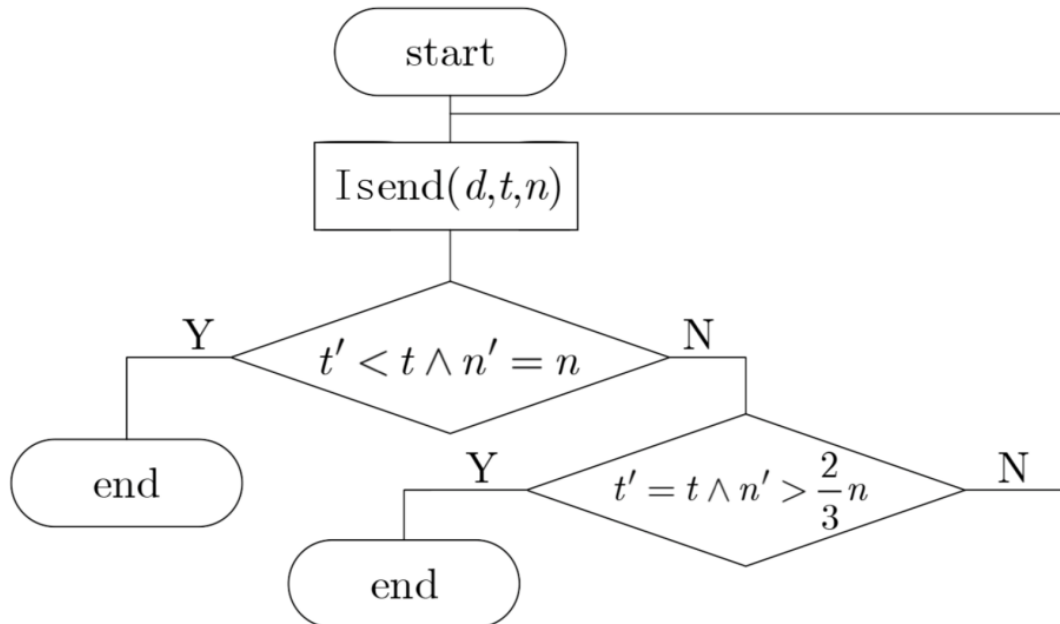 start
Isend(d,t,n)
Y
N
t′ < t ∧ n′ = n
end
Y
N
t′ = t ∧ n′ > 2/3 n
end